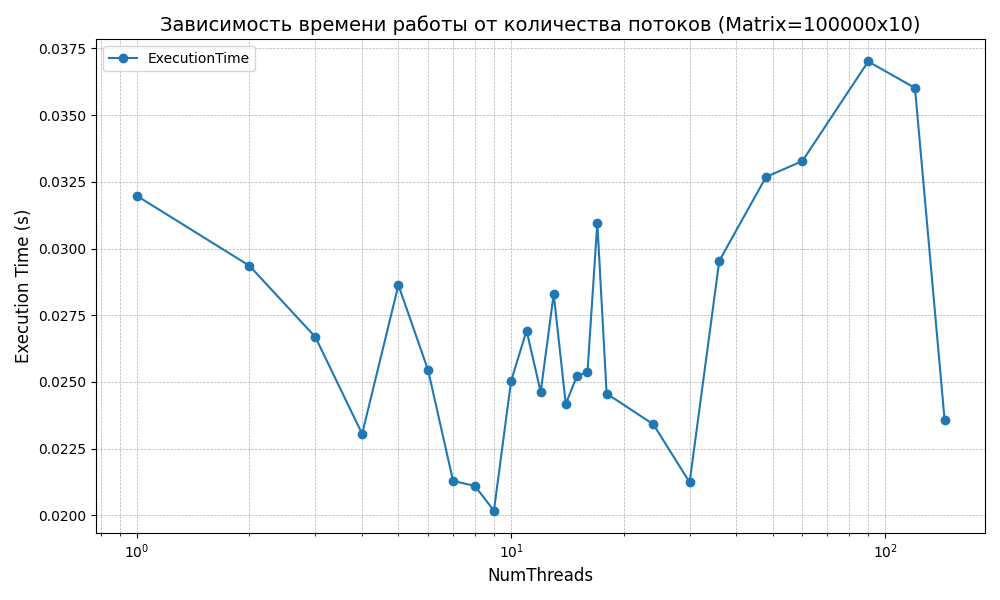 Зависимость времени работы от количества потоков (Matrix=100000x10)
ExecutionTime
Execution Time (s)
0.0375
0.0350
0.0325
0.0300
0.0275
0.0250
0.0225
0.0200
10⁰ 10¹ 10²
NumThreads